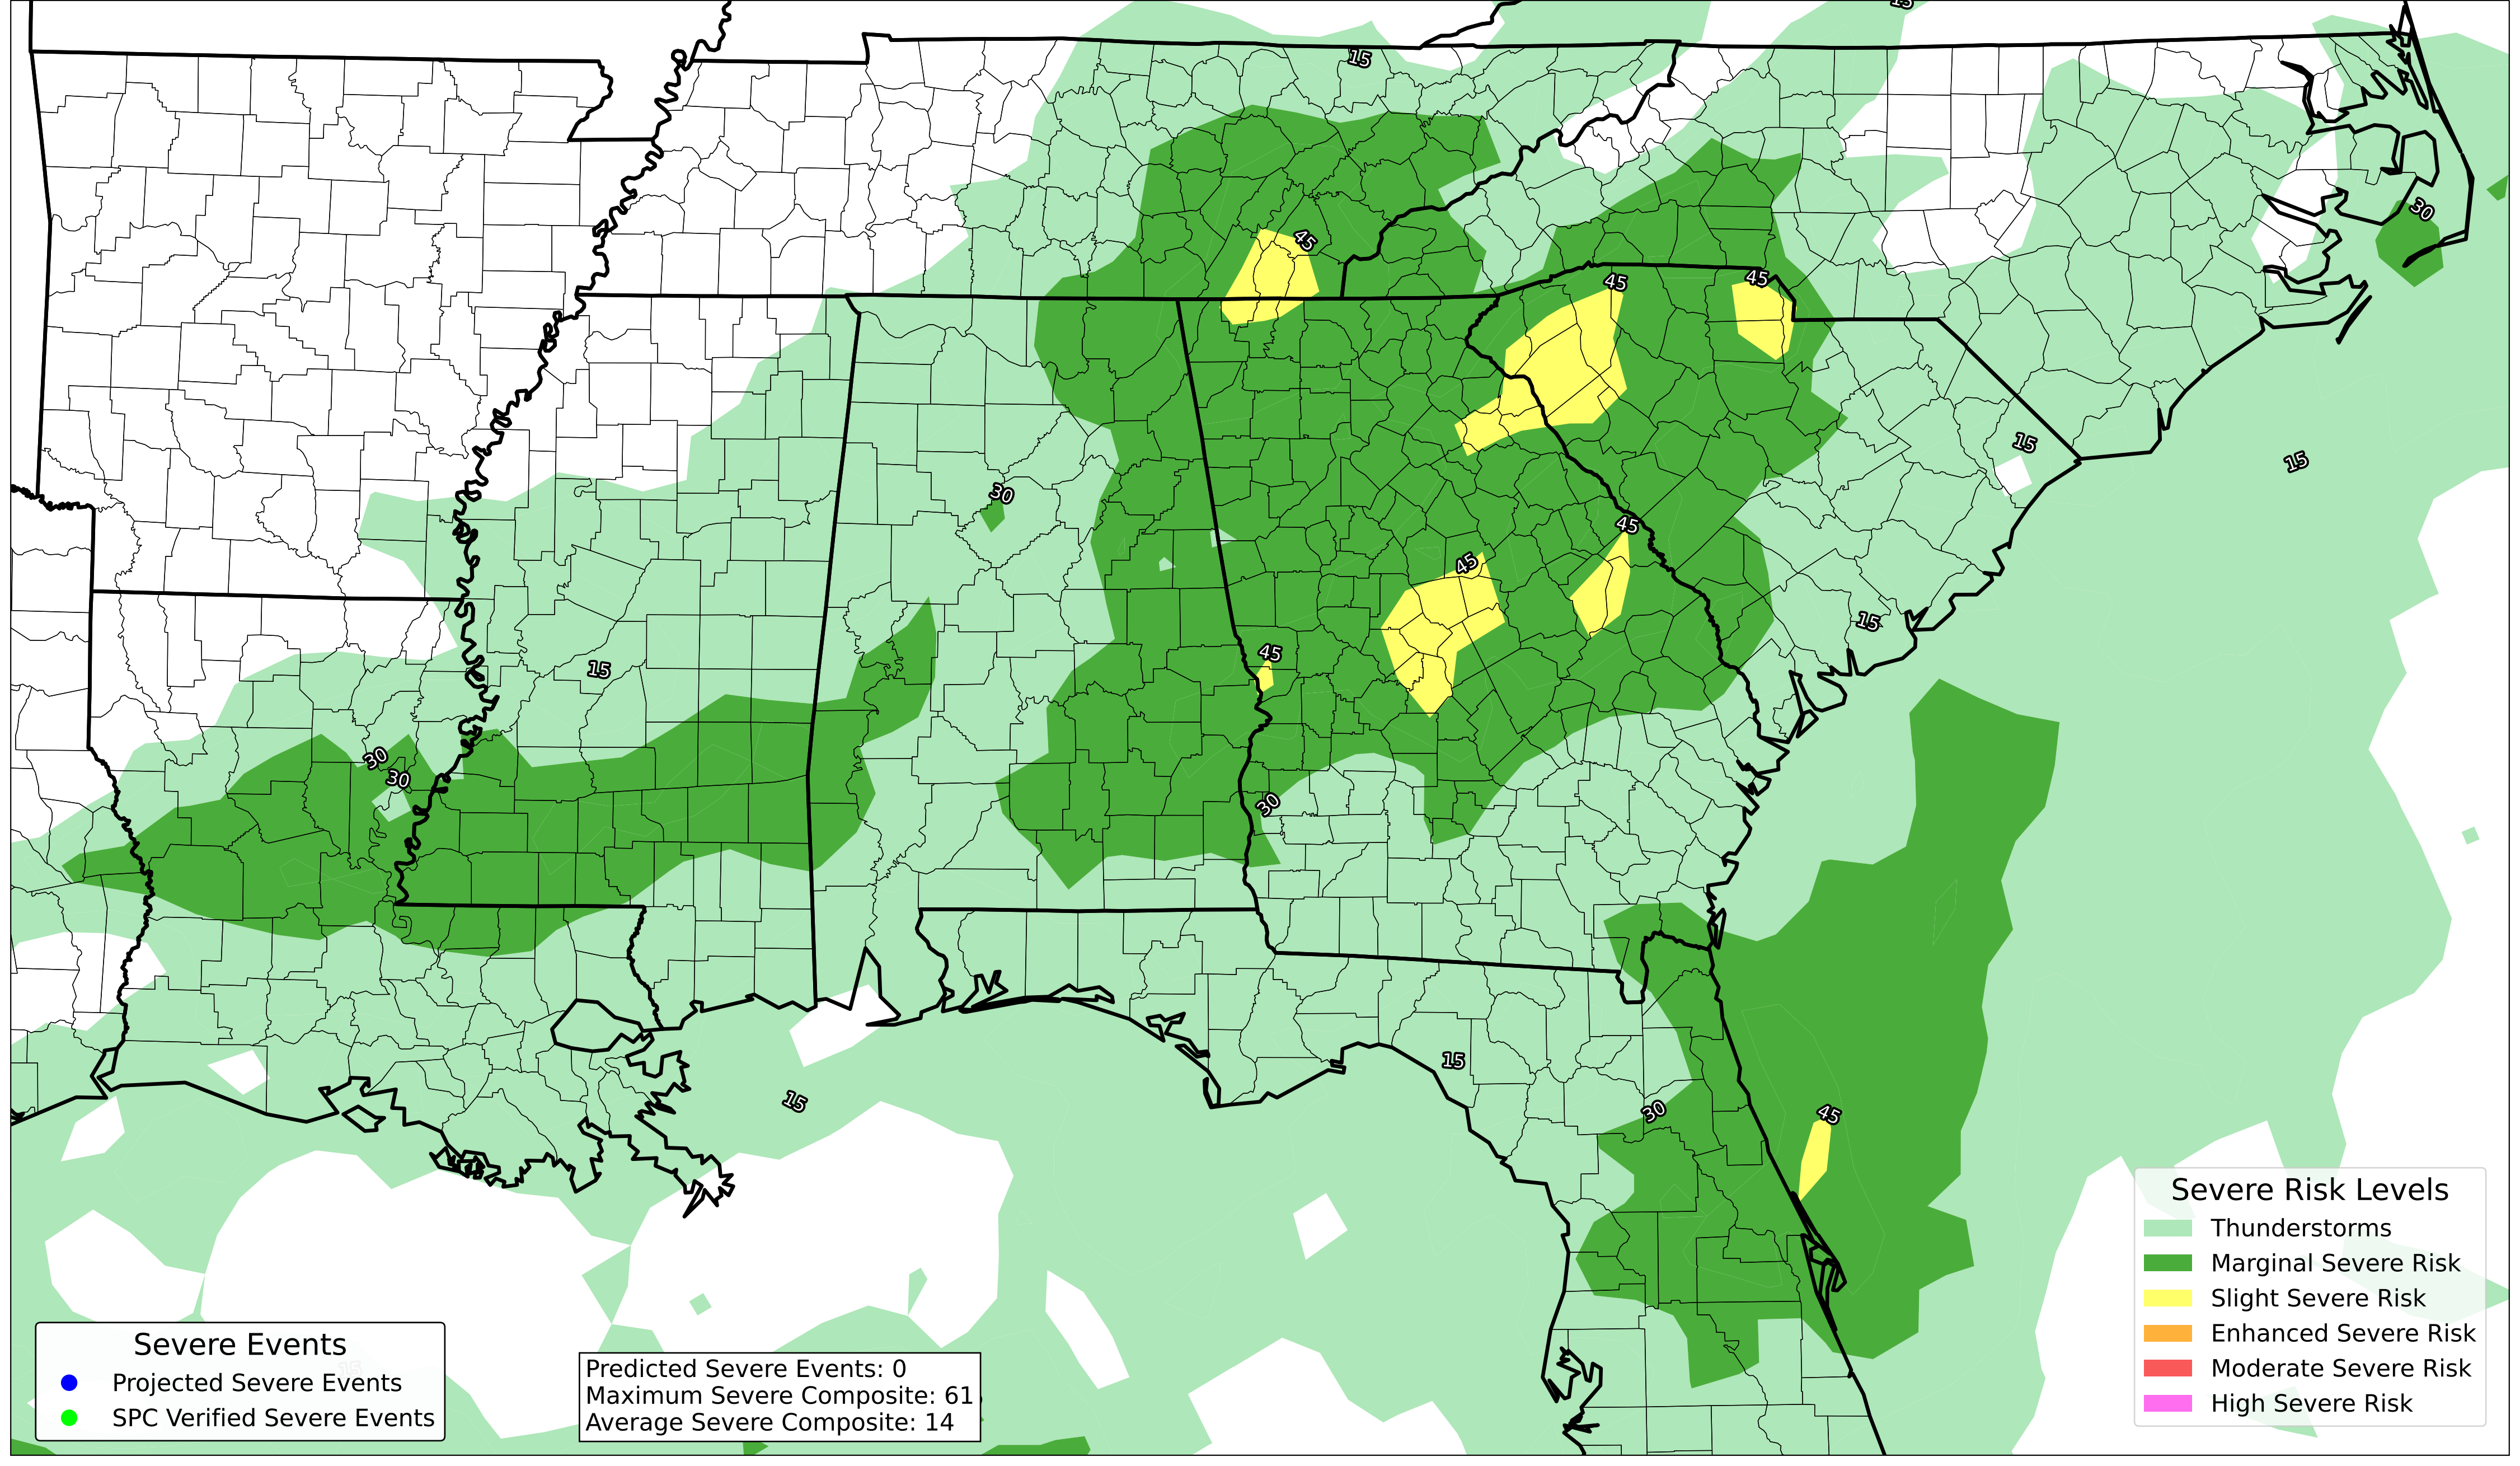 15
15
45
30
45
45
30
15
15
45
45
15
15
45
30
30
30
15
15
30
45
Severe Risk Levels
Thunderstorms
Marginal Severe Risk
Slight Severe Risk
Enhanced Severe Risk
Moderate Severe Risk
High Severe Risk
Severe Events
Projected Severe Events
SPC Verified Severe Events
Predicted Severe Events: 0
Maximum Severe Composite: 61
Average Severe Composite: 14